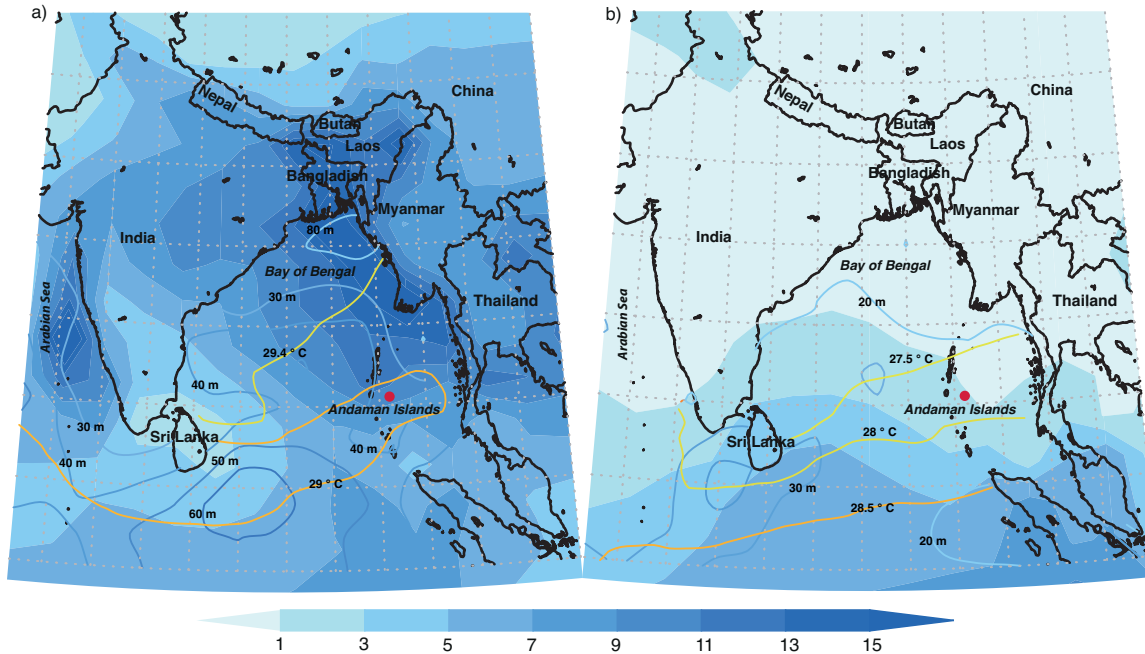 a)
China
Nepal
Butan
Laos
Bangladish
Myanmar
India
80 m
Bay of Bengal
Arabian Sea
30 m
Thailand
29.4 ° C
40 m
Andaman Islands
30 m
Sri Lanka
40 m
50 m
40 m
29 ° C
60 m
b)
China
Nepal
Butan
Laos
Bangladish
Myanmar
India
Bay of Bengal
Arabian Sea
20 m
Thailand
27.5 ° C
Andaman Islands
Sri Lanka
28 ° C
30 m
28.5 ° C
20 m
1 3 5 7 9 11 13 15